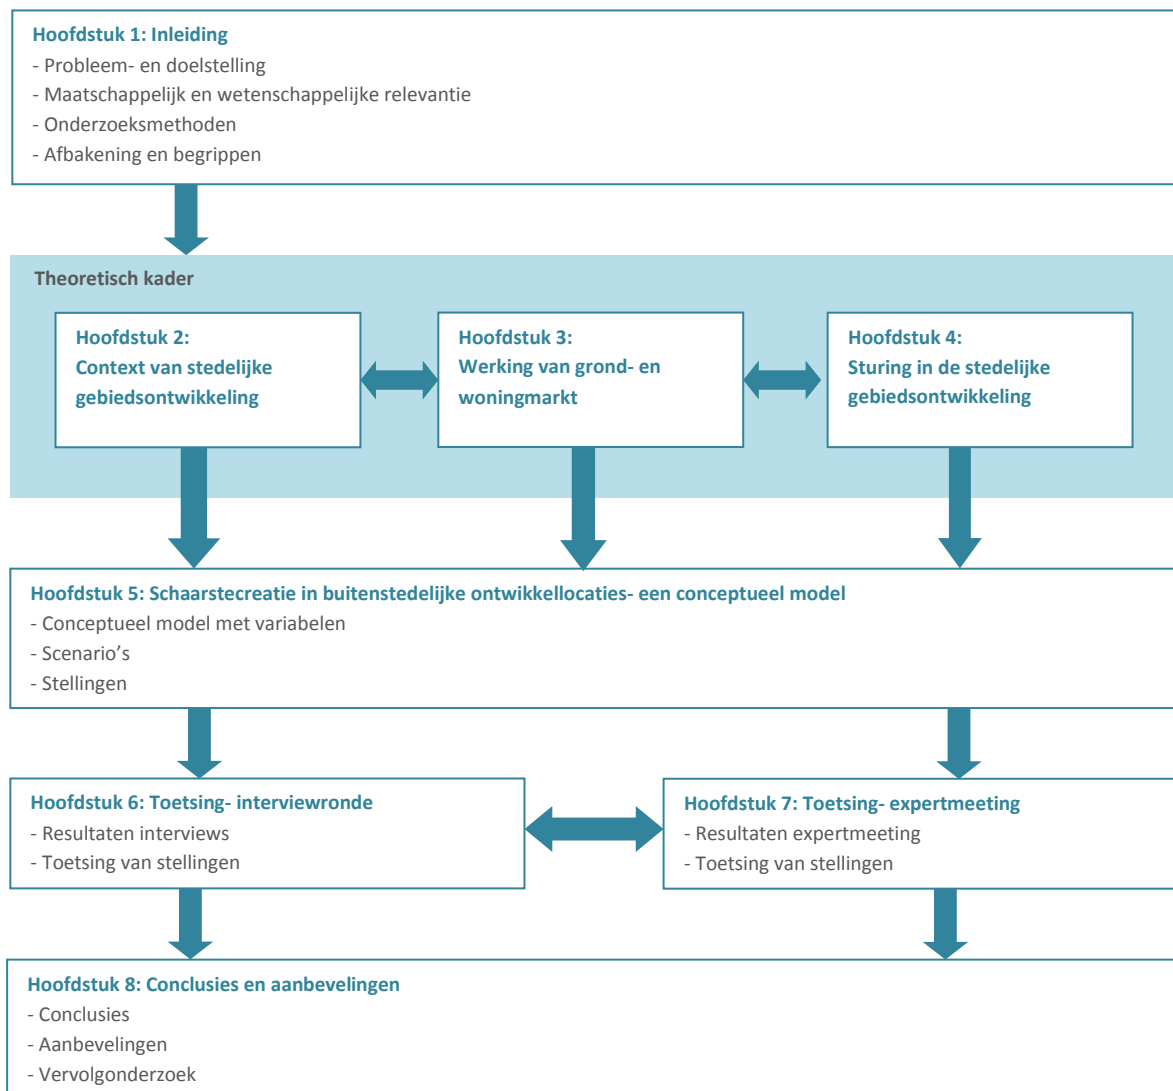 Hoofdstuk 1: Inleiding
- Probleem- en doelstelling
- Maatschappelijk en wetenschappelijke relevantie
- Onderzoeksmethoden
- Afbakening en begrippen
Theoretisch kader
Hoofdstuk 2:
Context van stedelijke
gebiedsontwikkeling
Hoofdstuk 3:
Werking van grond- en
woningmarkt
Hoofdstuk 4:
Sturing in de stedelijke
gebiedsontwikkeling
Hoofdstuk 5: Schaarstecreatie in buitenstedelijke ontwikkellocaties- een conceptueel model
- Conceptueel model met variabelen
- Scenario’s
- Stellingen
Hoofdstuk 6: Toetsing- interviewronde
- Resultaten interviews
- Toetsing van stellingen
Hoofdstuk 7: Toetsing- expertmeeting
- Resultaten expertmeeting
- Toetsing van stellingen
Hoofdstuk 8: Conclusies en aanbevelingen
- Conclusies
- Aanbevelingen
- Vervolgonderzoek